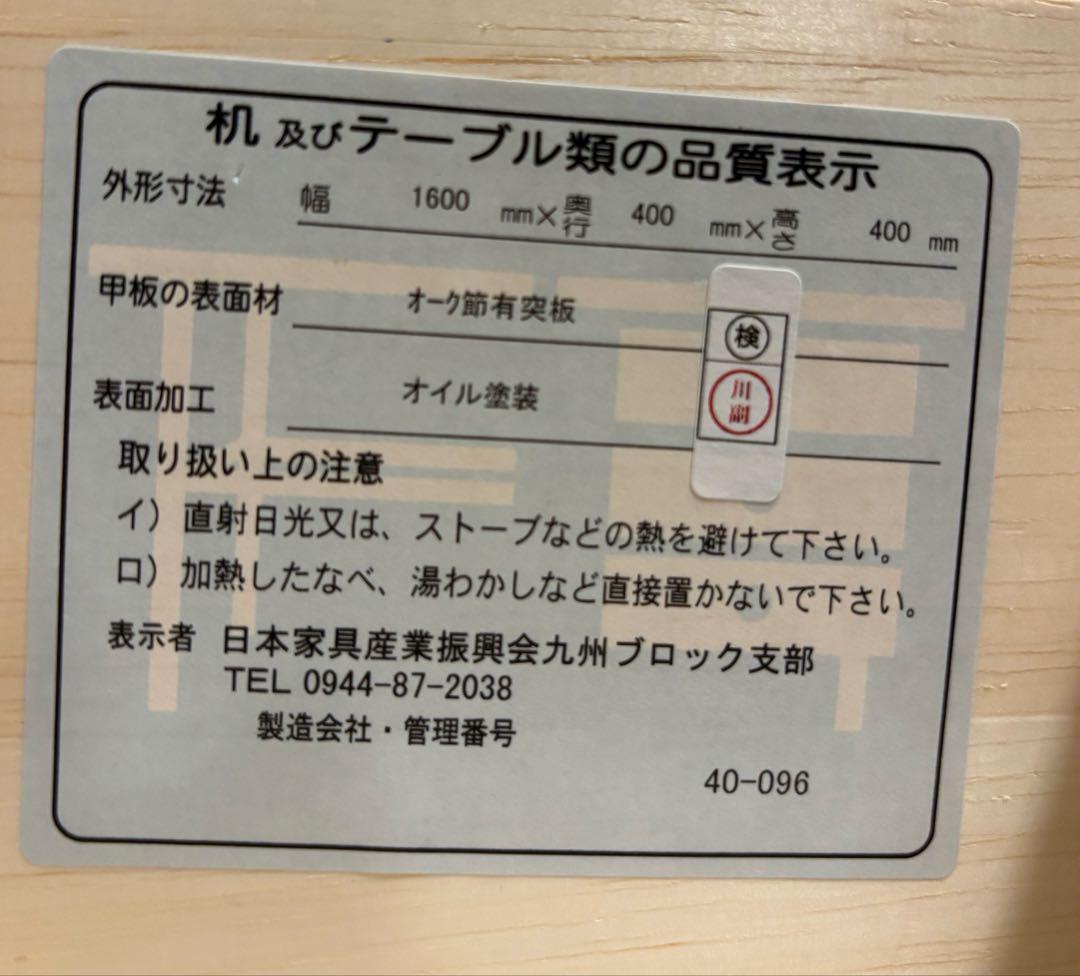 机及びテーブル類の品質表示
外形寸法 幅 1600 mm×奥行 400 mm×高さ 400 mm
甲板の表面材 オーク節有突板
検
表面加工 オイル塗装
川副
取り扱い上の注意
イ）直射日光又は、ストーブなどの熱を避けて下さい。
ロ）加熱したなべ、湯わかしなど直接置かないで下さい。
表示者 日本家具産業振興会九州ブロック支部
TEL 0944-87-2038
製造会社・管理番号
40-096